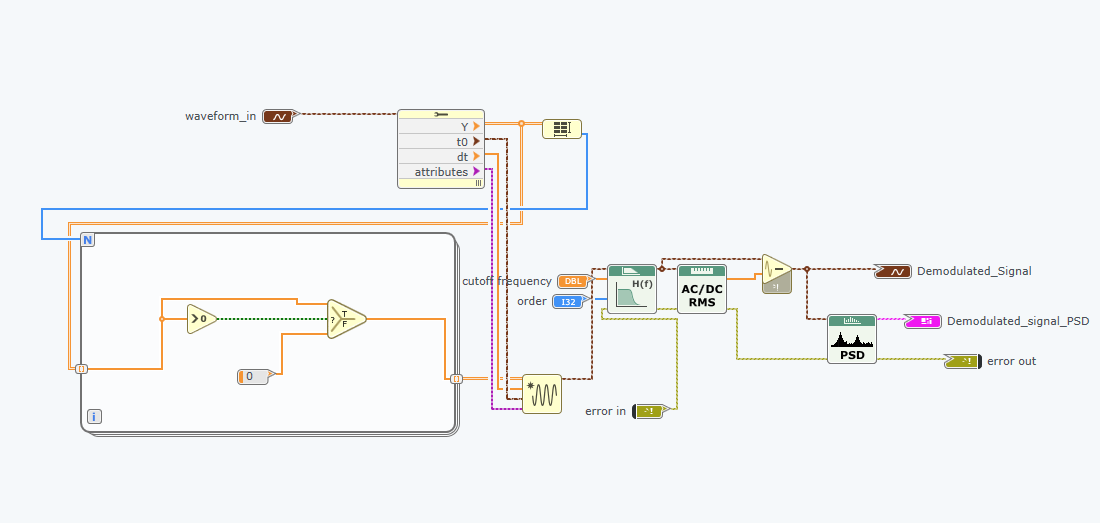 waveform_in
Y
t0
dt
attributes
N
cutoff frequency
DBL
order
I32
H(f)
AC/DC
RMS
Demodulated_Signal
> 0
?
T
F
0
i
Demodulated_signal_PSD
PSD
error out
error in